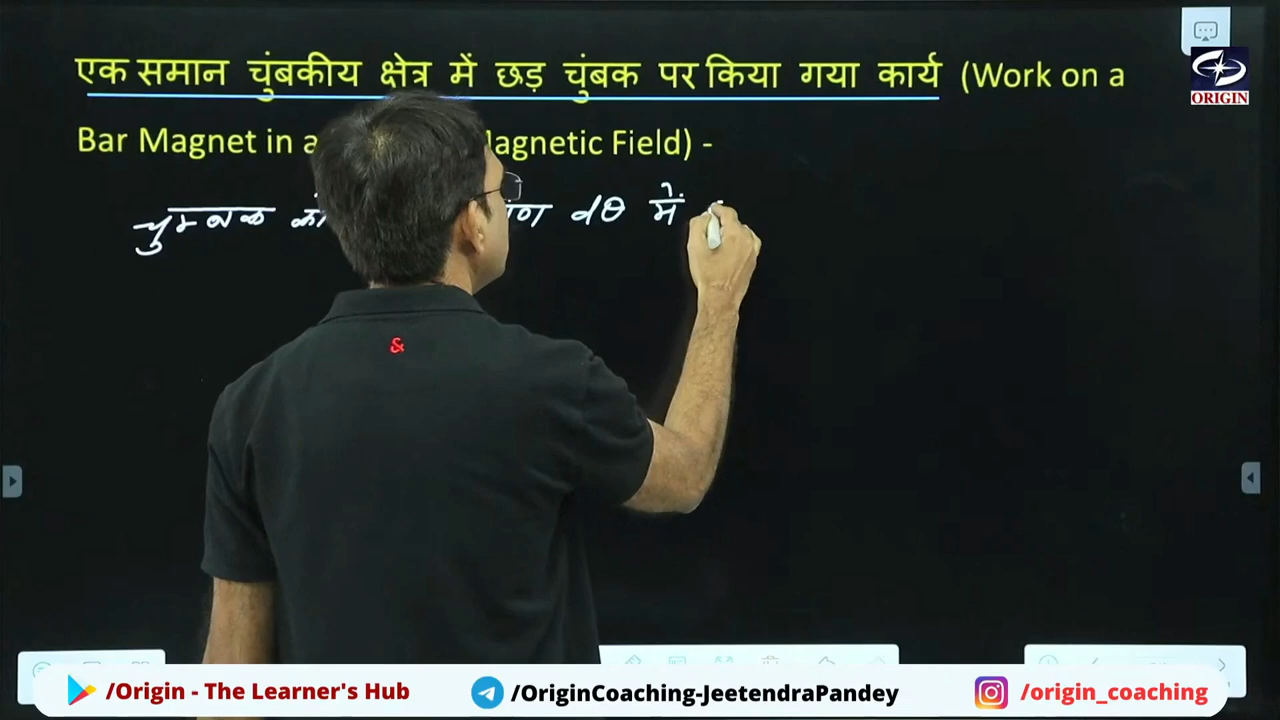 एक समान चुंबकीय क्षेत्र में छड़ चुंबक पर किया गया कार्य (Work on a
Bar Magnet in a agnetic Field) -
चुम्बक को dθ में
&
ORIGIN
/Origin - The Learner's Hub
/OriginCoaching-JeetendraPandey
/origin_coaching